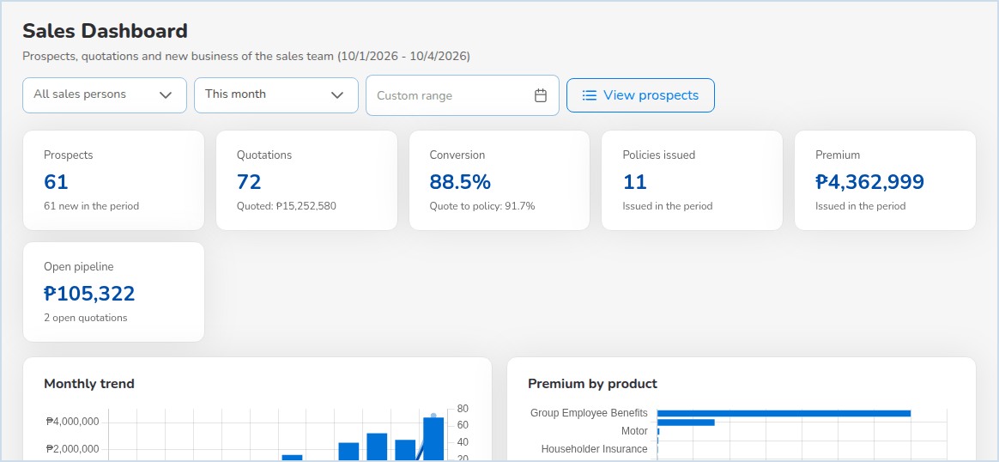 Sales Dashboard
Prospects, quotations and new business of the sales team (10/1/2026 - 10/4/2026)
All sales persons
This month
Custom range
View prospects
Prospects
61
61 new in the period
Quotations
72
Quoted: ₱15,252,580
Conversion
88.5%
Quote to policy: 91.7%
Policies issued
11
Issued in the period
Premium
₱4,362,999
Issued in the period
Open pipeline
₱105,322
2 open quotations
Monthly trend
₱4,000,000
₱2,000,000
80
60
40
20
Premium by product
Group Employee Benefits
Motor
Householder Insurance